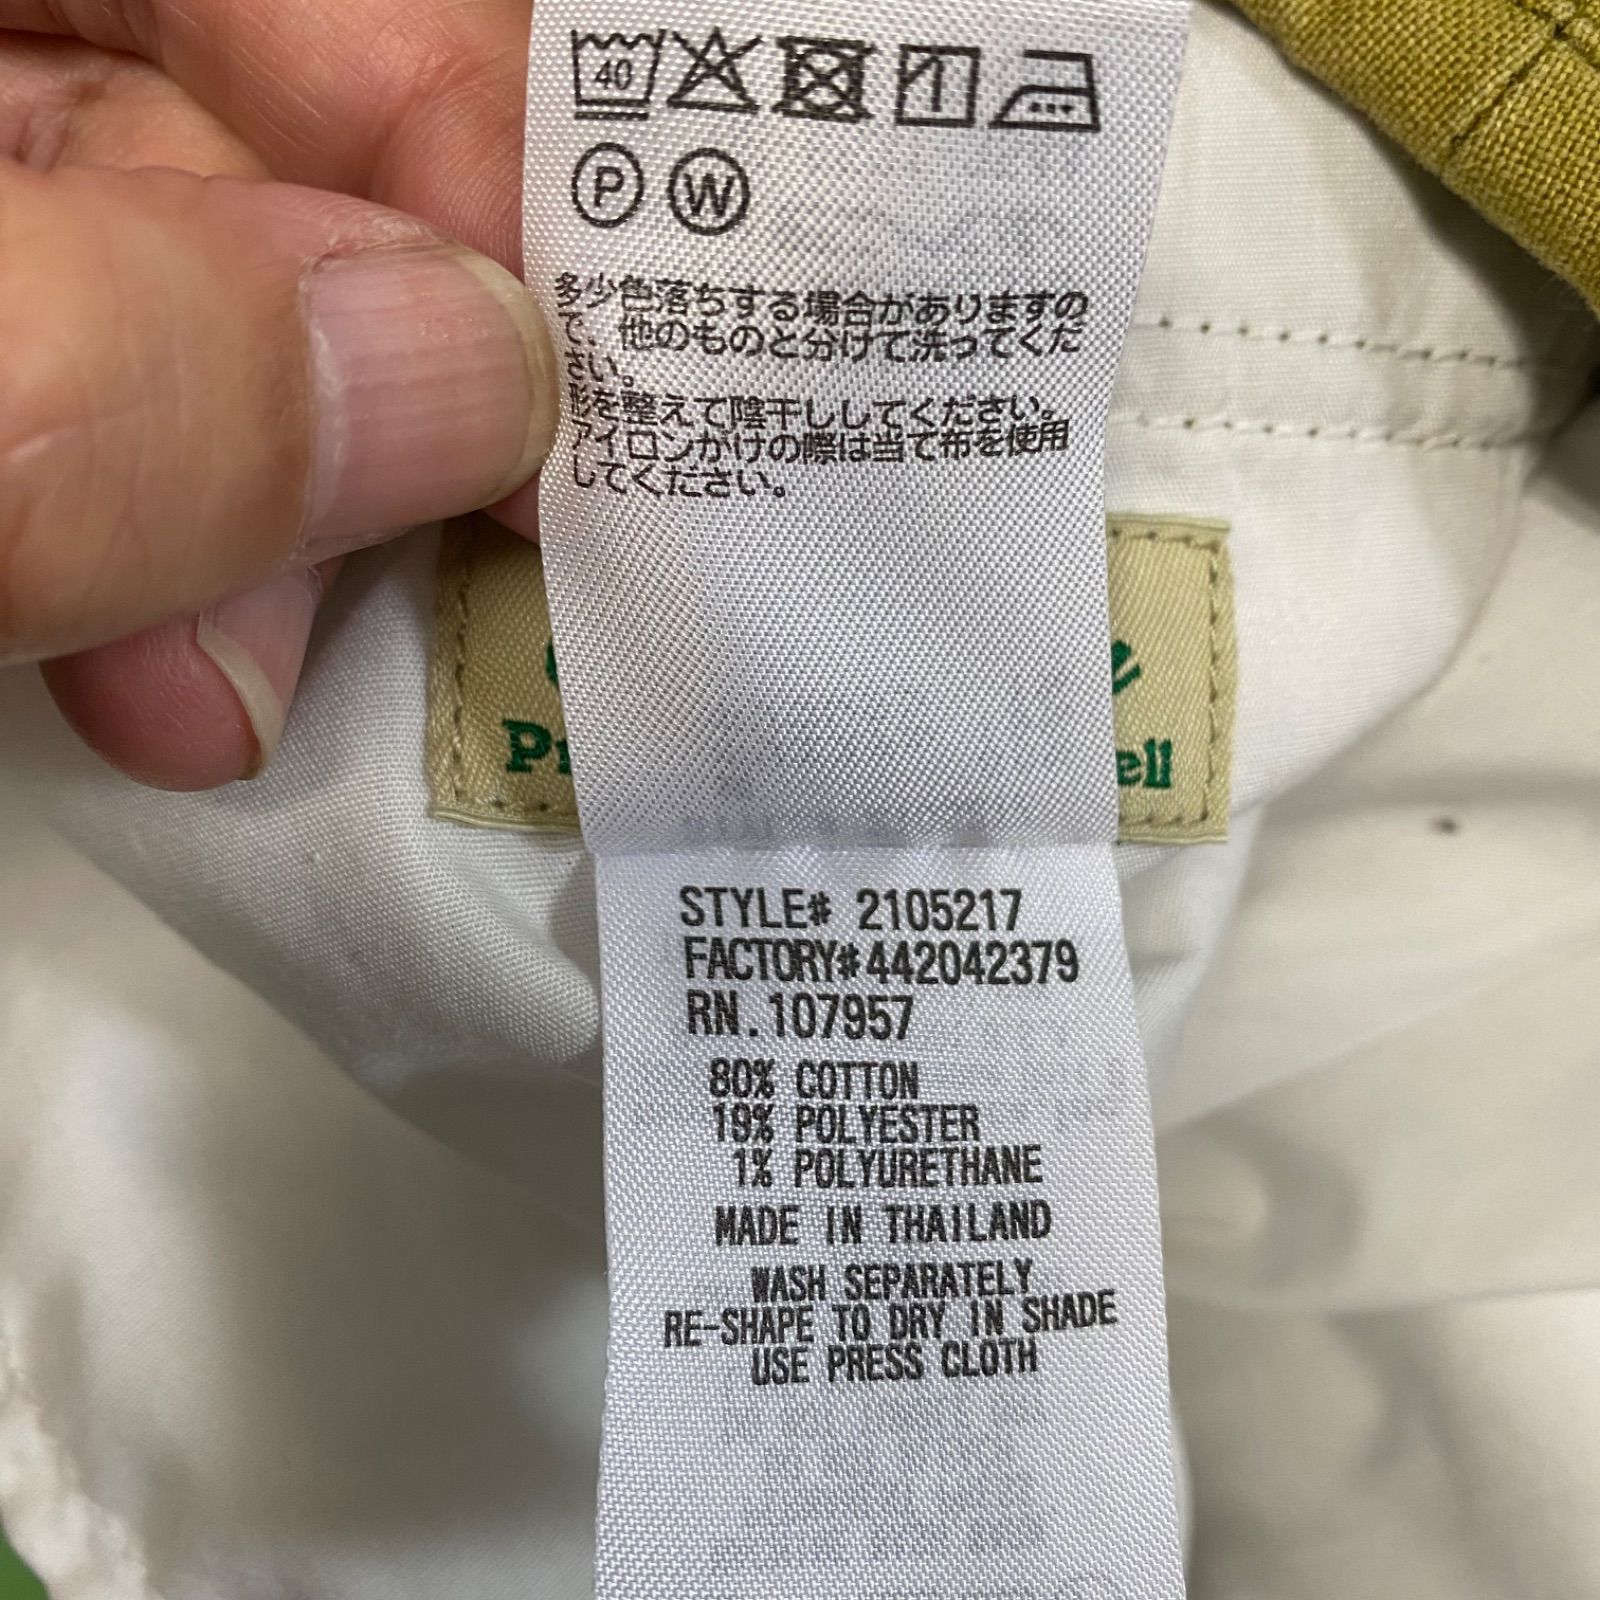 40
P W
多少色落ちする場合がありますの
で、他のものと分けて洗ってくだ
さい。
形を整えて陰干ししてください。
アイロンがけの際は当て布を使用
してください。
STYLE# 2105217
FACTORY#442042379
RN.107957
80% COTTON
19% POLYESTER
1% POLYURETHANE
MADE IN THAILAND
WASH SEPARATELY
RE-SHAPE TO DRY IN SHADE
USE PRESS CLOTH